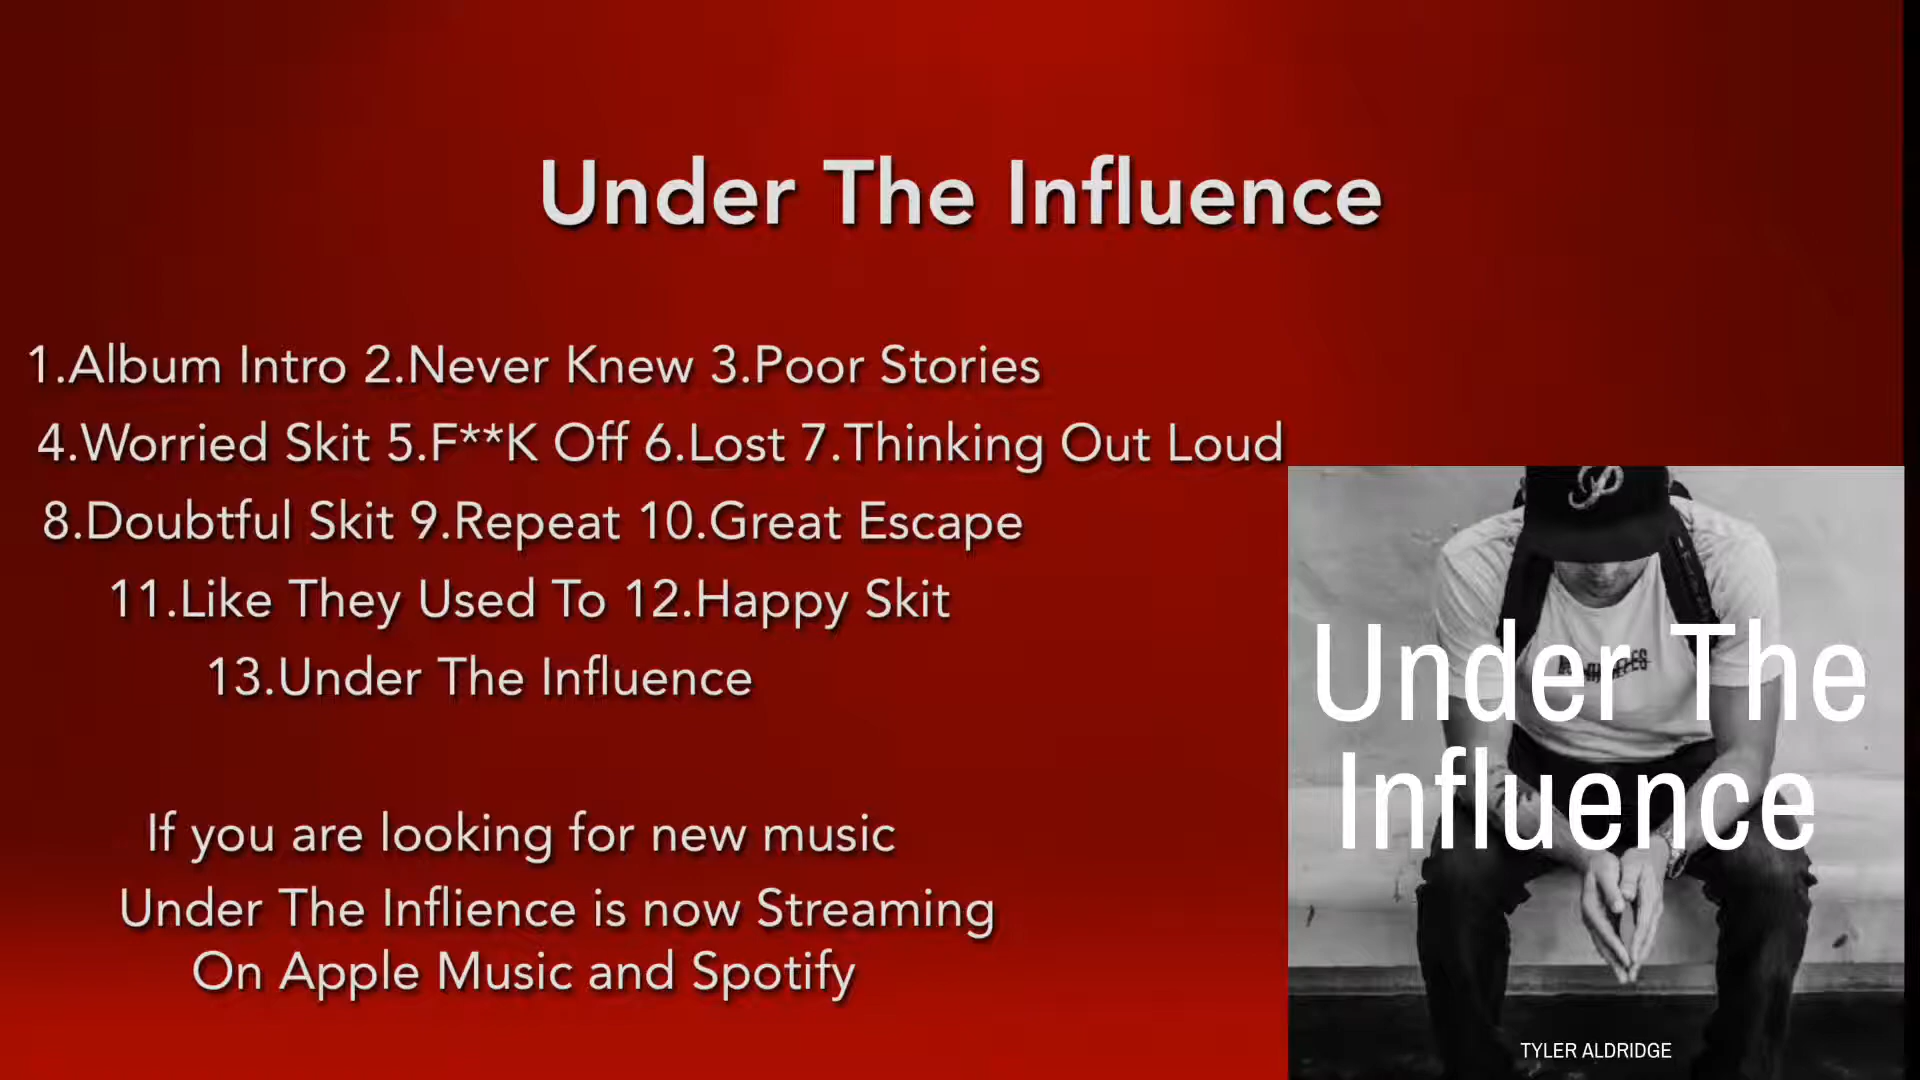 Under The Influence
1.Album Intro 2.Never Knew 3.Poor Stories
4.Worried Skit 5.F**K Off 6.Lost 7.Thinking Out Loud
8.Doubtful Skit 9.Repeat 10.Great Escape
11.Like They Used To 12.Happy Skit
13.Under The Influence
If you are looking for new music
Under The Inflience is now Streaming
On Apple Music and Spotify
Under The
Influence
TYLER ALDRIDGE